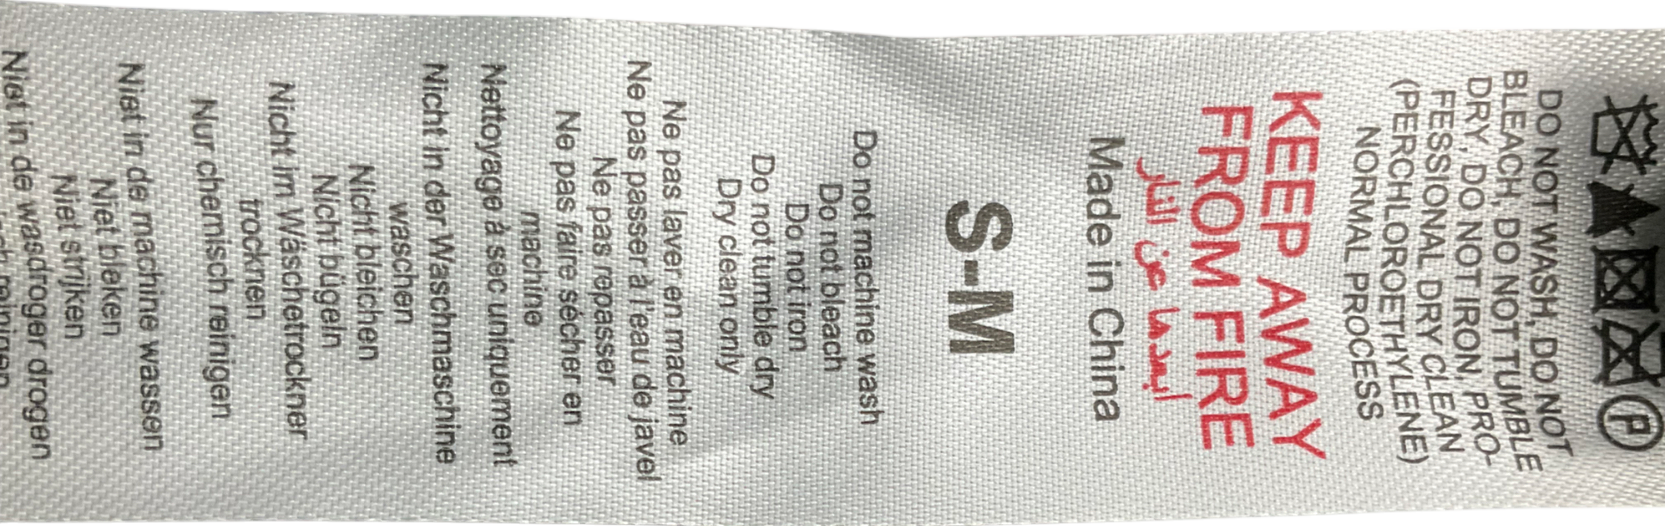 DO NOT WASH, DO NOT
BLEACH, DO NOT TUMBLE
DRY, DO NOT IRON, PRO-
FESSIONAL DRY CLEAN
(PERCHLOROETHYLENE)
NORMAL PROCESS
KEEP AWAY
FROM FIRE
ابعدها عن النار
Made in China
S-M
Do not machine wash
Do not bleach
Do not iron
Do not tumble dry
Dry clean only
Ne pas laver en machine
Ne pas passer à l'eau de javel
Ne pas repasser
Ne pas faire sécher en
machine
Nettoyage à sec uniquement
Nicht in der Waschmaschine
waschen
Nicht bleichen
Nicht bügeln
Nicht im Wäschetrockner
trocknen
Nur chemisch reinigen
Niet in de machine wassen
Niet bleken
Niet strijken
Niet in de wasdroger drogen